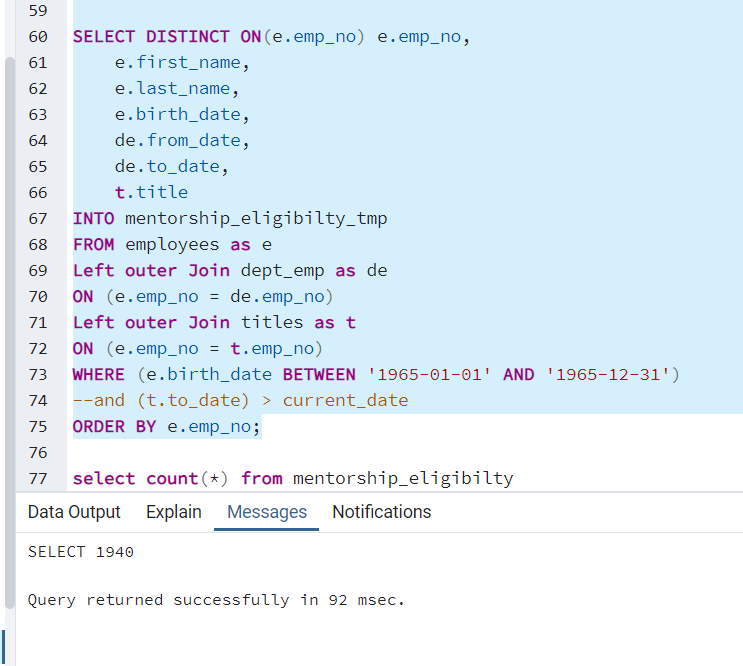 59
60 SELECT DISTINCT ON(e.emp_no) e.emp_no,
61 e.first_name,
62 e.last_name,
63 e.birth_date,
64 de.from_date,
65 de.to_date,
66 t.title
67 INTO mentorship_eligibilty_tmp
68 FROM employees as e
69 Left outer Join dept_emp as de
70 ON (e.emp_no = de.emp_no)
71 Left outer Join titles as t
72 ON (e.emp_no = t.emp_no)
73 WHERE (e.birth_date BETWEEN '1965-01-01' AND '1965-12-31')
74 --and (t.to_date) > current_date
75 ORDER BY e.emp_no;
76
77 select count(*) from mentorship_eligibilty
Data Output Explain Messages Notifications
SELECT 1940
Query returned successfully in 92 msec.